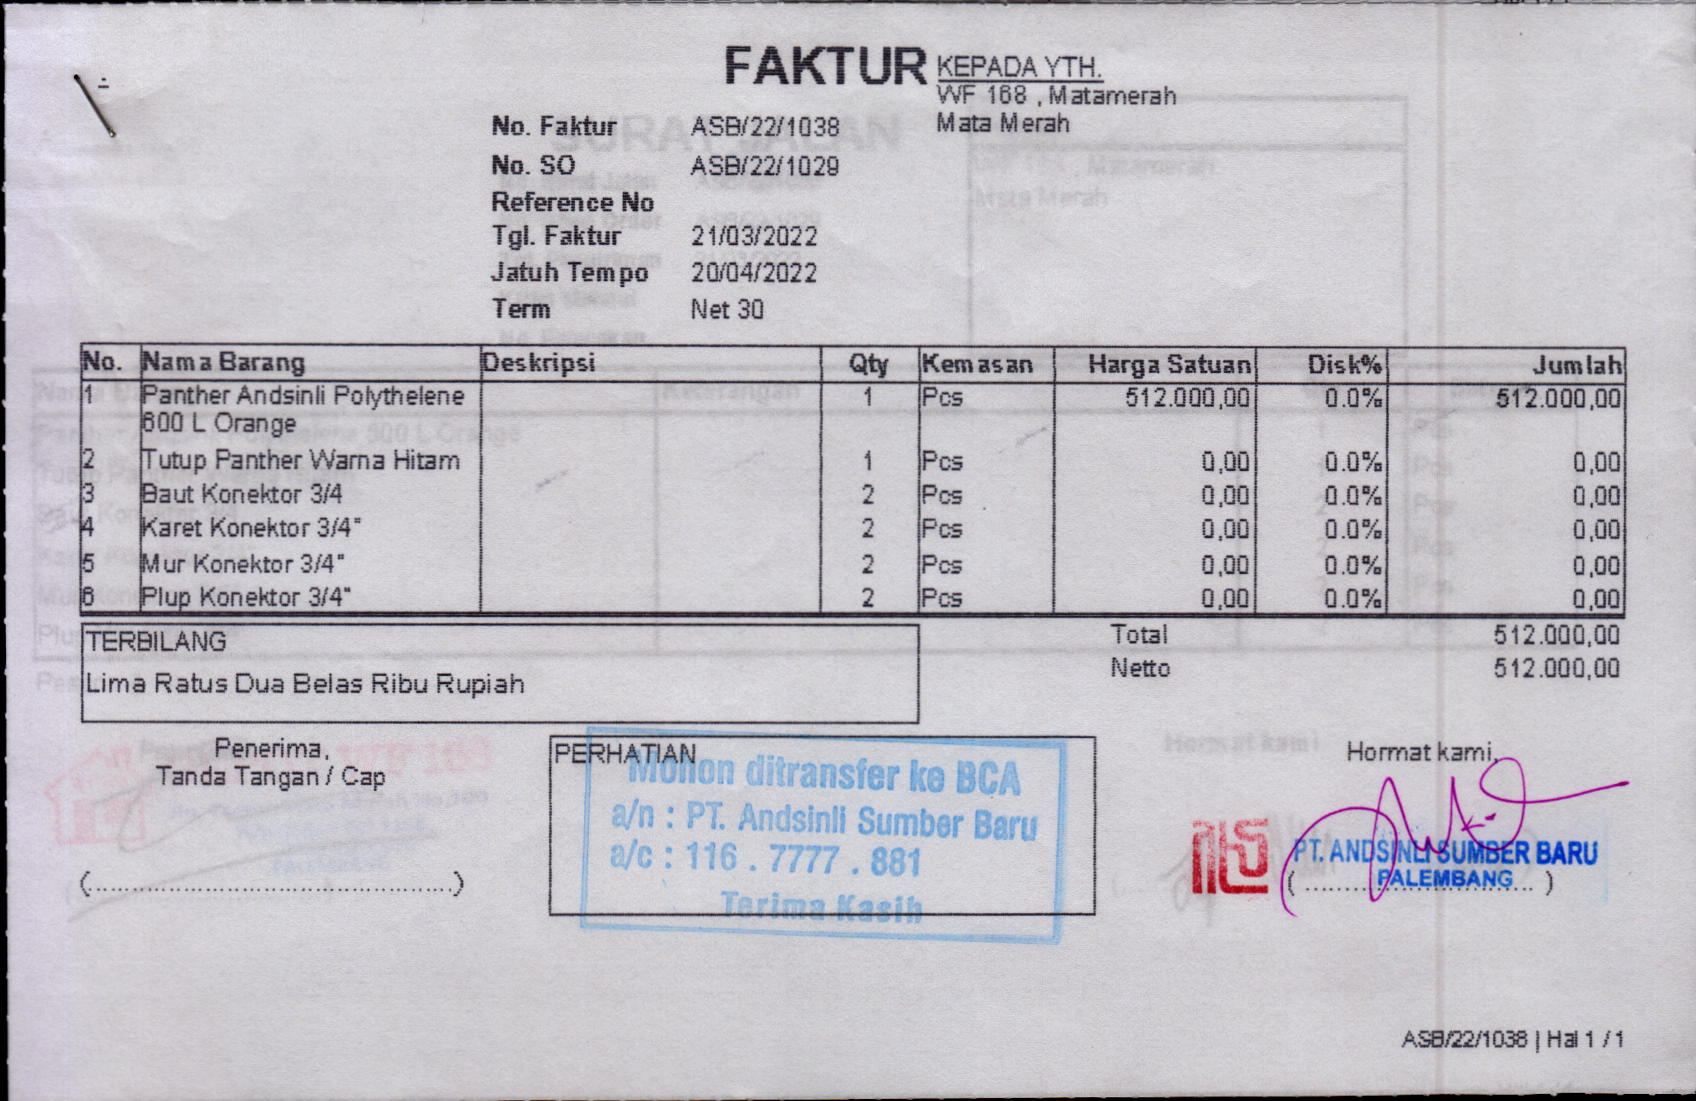 FAKTUR
KEPADA YTH.
WF 168 , Matamerah
Mata Merah
No. Faktur ASB/22/1038
No. SO ASB/22/1029
Reference No
Tgl. Faktur 21/03/2022
Jatuh Tempo 20/04/2022
Term Net 30
No. Nama Barang Deskripsi Qty Kemasan Harga Satuan Disk% Jumlah
1 Panther Andsinli Polythelene 1 Pcs 512.000,00 0.0% 512.000,00
600 L Orange
2 Tutup Panther Warna Hitam 1 Pcs 0,00 0.0% 0,00
3 Baut Konektor 3/4 2 Pcs 0,00 0.0% 0,00
4 Karet Konektor 3/4" 2 Pcs 0,00 0.0% 0,00
5 Mur Konektor 3/4" 2 Pcs 0,00 0.0% 0,00
6 Plup Konektor 3/4" 2 Pcs 0,00 0.0% 0,00
TERBILANG
Lima Ratus Dua Belas Ribu Rupiah
Total 512.000,00
Netto 512.000,00
Penerima,
Tanda Tangan / Cap
(................................................)
PERHATIAN
Mohon ditransfer ke BCA
a/n : PT. Andsinli Sumber Baru
a/c : 116 . 7777 . 881
Terima Kasih
Hormat kami,
PT. ANDSINLI SUMBER BARU
PALEMBANG
( ................................ )
ASB/22/1038 | Hal 1 / 1